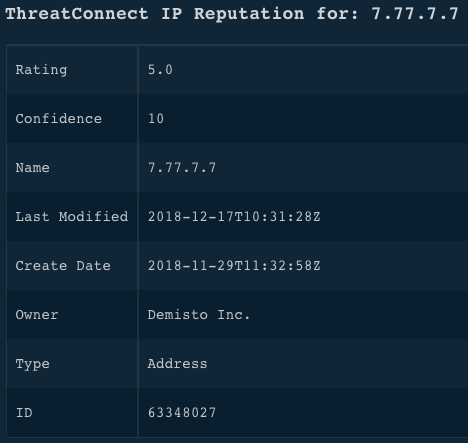 ThreatConnect IP Reputation for: 7.77.7.7
Rating 5.0
Confidence 10
Name 7.77.7.7
Last Modified 2018-12-17T10:31:28Z
Create Date 2018-11-29T11:32:58Z
Owner Demisto Inc.
Type Address
ID 63348027